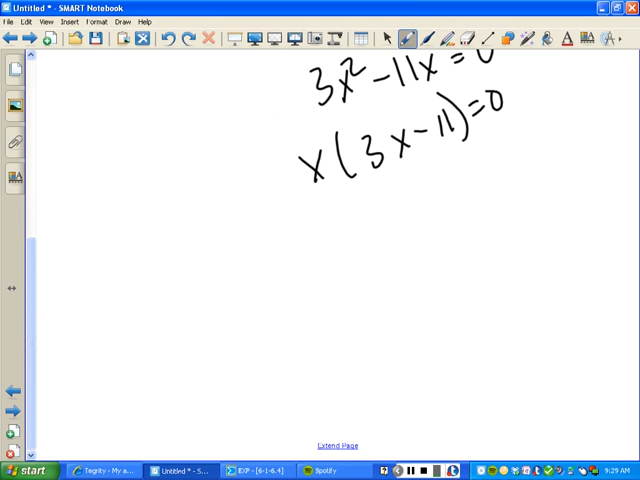 Untitled * - SMART Notebook
File Edit View Insert Format Draw Help
3x² - 11x = 0
x(3x - 11) = 0
Extend Page
start
Tegrity - My a...
Untitled * - S...
EXP - [6-1-6.4]
Spotify
9:29 AM